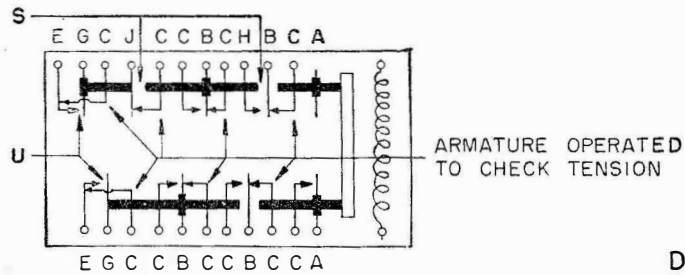 S
E G C J C C B C H B C A
U
ARMATURE OPERATED
TO CHECK TENSION
E G C C B C C B C C A
D